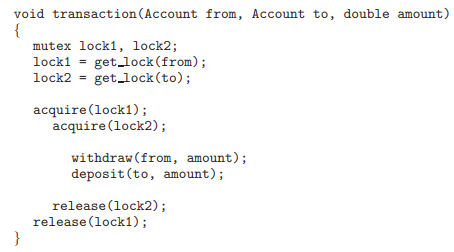 void transaction(Account from, Account to, double amount)
{
mutex lock1, lock2;
lock1 = get_lock(from);
lock2 = get_lock(to);
acquire(lock1);
acquire(lock2);
withdraw(from, amount);
deposit(to, amount);
release(lock2);
release(lock1);
}